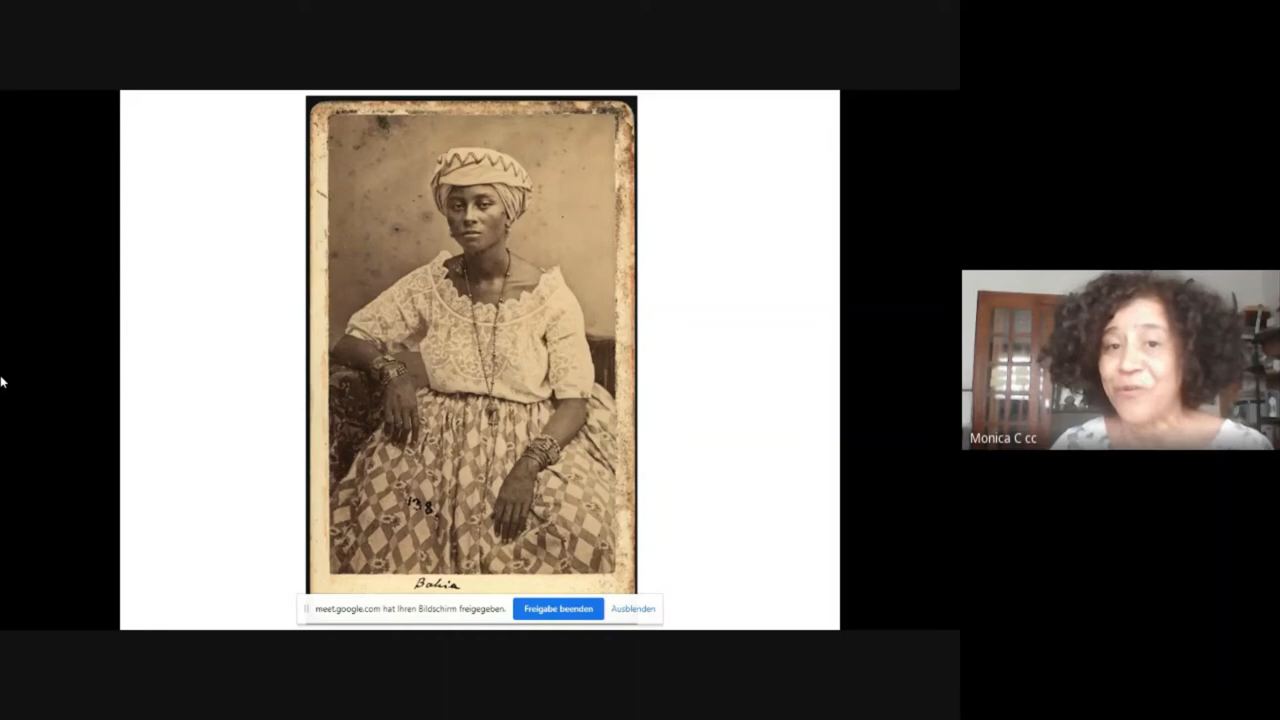 138.
Bahia
meet.google.com hat Ihren Bildschirm freigegeben.
Freigabe beenden
Ausblenden
Monica C cc